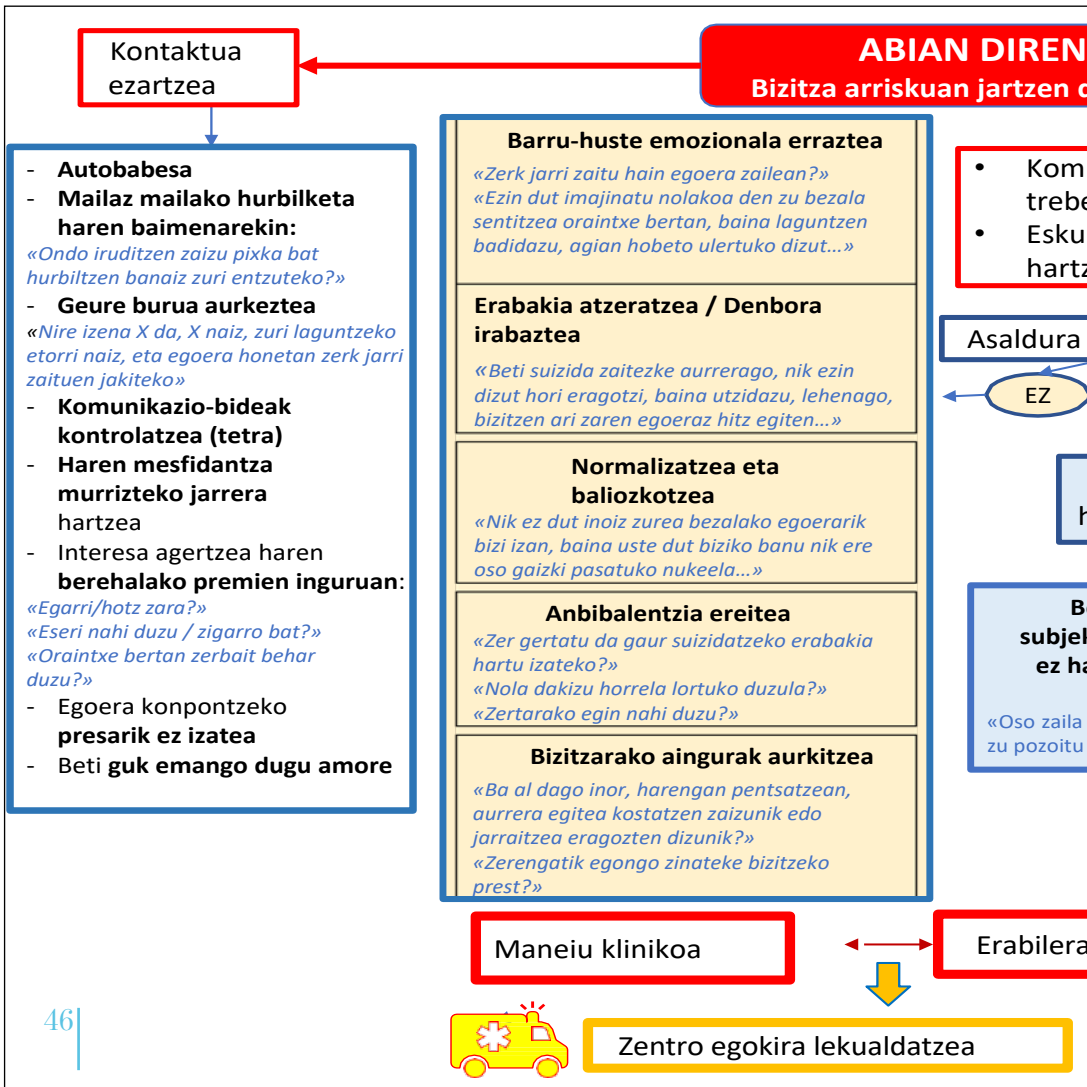 Kontaktua
ezartzea
ABIAN DIREN
Bizitza arriskuan jartzen
- Autobabesa
- Mailaz mailako hurbilketa
haren baimenarekin:
«Ondo iruditzen zaizu pixka bat
hurbiltzen banaiz zuri entzuteko?»
- Geure burua aurkeztea
«Nire izena X da, X naiz, zuri laguntzeko
etorri naiz, eta egoera honetan zerk jarri
zaituen jakiteko»
- Komunikazio-bideak
kontrolatzea (tetra)
- Haren mesfidantza
murrizteko jarrera
hartzea
- Interesa agertzea haren
berehalako premien inguruan:
«Egarri/hotz zara?»
«Eseri nahi duzu / zigarro bat?»
«Oraintxe bertan zerbait behar
duzu?»
- Egoera konpontzeko
presarik ez izatea
- Beti guk emango dugu amore
Barru-huste emozionala erraztea
«Zerk jarri zaitu hain egoera zailean?»
«Ezin dut imajinatu nolakoa den zu bezala
sentitzea oraintxe bertan, baina laguntzen
badidazu, agian hobeto ulertuko dizut...»
Erabakia atzeratzea / Denbora
irabaztea
«Beti suizida zaitezke aurrerago, nik ezin
dizut hori eragotzi, baina utzidazu, lehenago,
bizitzen ari zaren egoeraz hitz egiten...»
Normalizatzea eta
baliozkotzea
«Nik ez dut inoiz zurea bezalako egoerarik
bizi izan, baina uste dut biziko banu nik ere
oso gaizki pasatuko nukeela...»
Anbibalentzia ereitea
«Zer gertatu da gaur suizidatzeko erabakia
hartu izateko?»
«Nola dakizu horrela lortuko duzula?»
«Zertarako egin nahi duzu?»
Bizitzarako aingurak aurkitzea
«Ba al dago inor, harengan pentsatzean,
aurrera egitea kostatzen zaizunik edo
jarraitzea eragozten dizunik?»
«Zerengatik egongo zinateke bizitzeko
prest?»
• Kom
trebe
• Esku
hartz
Asaldura
EZ
h
B
subjek
ez ha
«Oso zaila
zu pozoitu
Maneiu klinikoa
Erabilera
Zentro egokira lekualdatzea
46